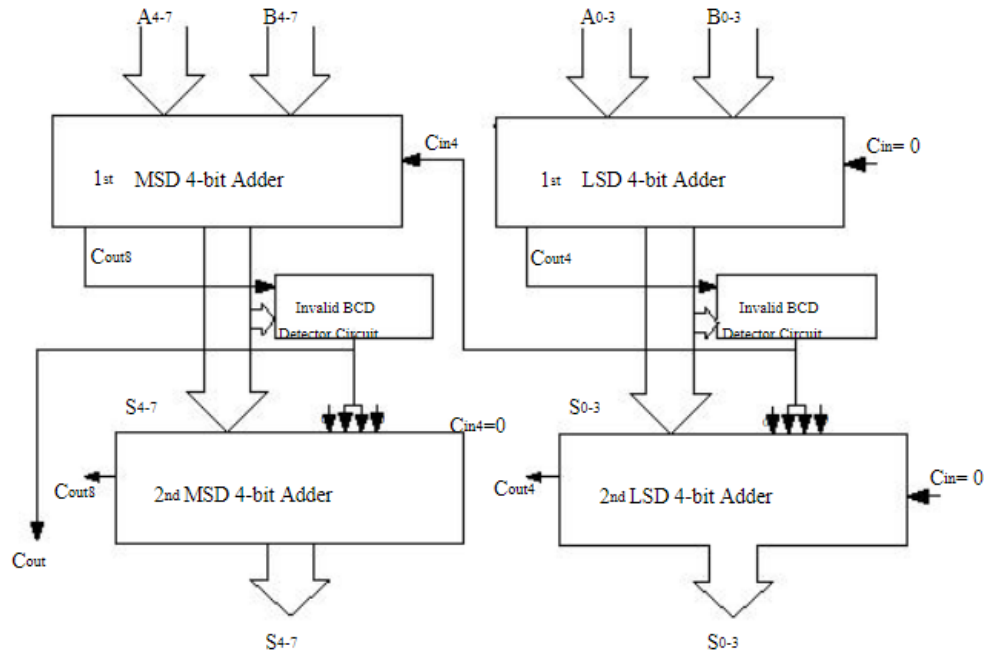 A4-7 B4-7 A0-3 B0-3
Cin4 Cin= 0
1st MSD 4-bit Adder 1st LSD 4-bit Adder
Cout8 Cout4
Invalid BCD Invalid BCD
Detector Circuit Detector Circuit
S4-7 S0-3
Cin4=0
Cout8 2nd MSD 4-bit Adder Cout4 2nd LSD 4-bit Adder Cin= 0
Cout
S4-7 S0-3